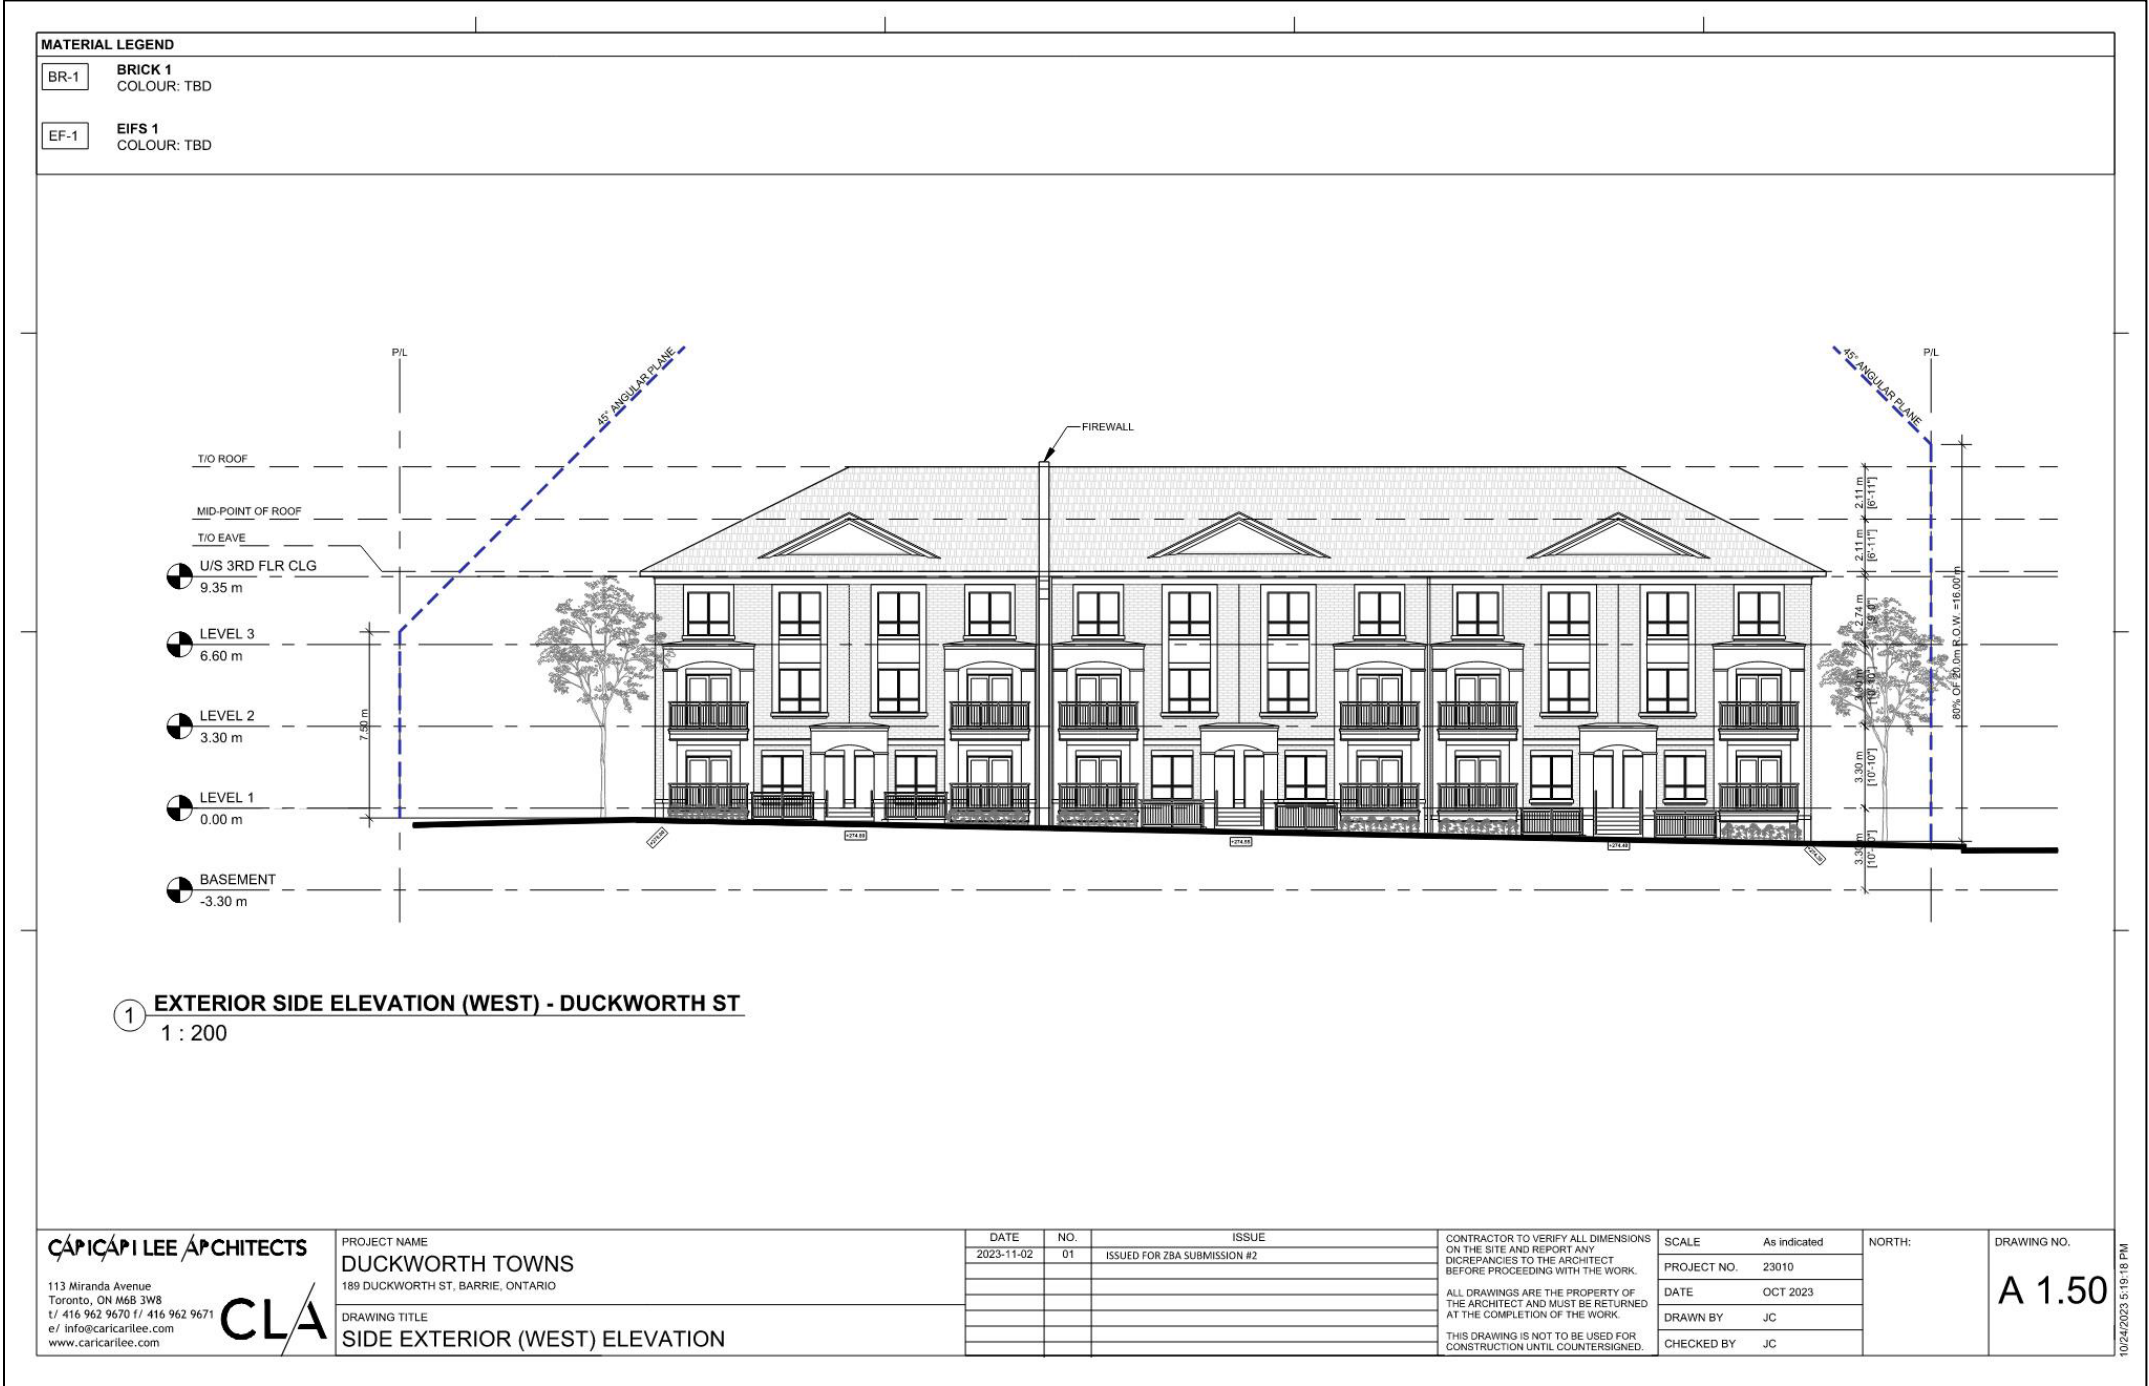 MATERIAL LEGEND
BR-1
BRICK 1
COLOUR: TBD
EF-1
EIFS 1
COLOUR: TBD
P/L
45° ANGULAR PLANE
45° ANGULAR PLANE
P/L
FIREWALL
T/O ROOF
MID-POINT OF ROOF
T/O EAVE
U/S 3RD FLR CLG
9.35 m
LEVEL 3
6.60 m
LEVEL 2
3.30 m
LEVEL 1
0.00 m
BASEMENT
-3.30 m
7.50 m
2.11 m
[6'-11"]
2.11 m
[6'-11"]
2.74 m
3.30 m
[10'-10"]
3.30 m
80% OF 20.0m R.O.W. =16.00 m
1
EXTERIOR SIDE ELEVATION (WEST) - DUCKWORTH ST
1 : 200
113 Miranda Avenue
Toronto, ON M6B 3W8
t/ 416 962 9670 f/ 416 962 9671
e/ info@caricarilee.com
www.caricarilee.com
CLA
PROJECT NAME
DUCKWORTH TOWNS
189 DUCKWORTH ST, BARRIE, ONTARIO
DRAWING TITLE
SIDE EXTERIOR (WEST) ELEVATION
DATE NO. ISSUE
2023-11-02 01 ISSUED FOR ZBA SUBMISSION #2
CONTRACTOR TO VERIFY ALL DIMENSIONS
ON THE SITE AND REPORT ANY
DICREPANCIES TO THE ARCHITECT
BEFORE PROCEEDING WITH THE WORK.
ALL DRAWINGS ARE THE PROPERTY OF
THE ARCHITECT AND MUST BE RETURNED
AT THE COMPLETION OF THE WORK.
THIS DRAWING IS NOT TO BE USED FOR
CONSTRUCTION UNTIL COUNTERSIGNED.
SCALE As indicated
PROJECT NO. 23010
DATE OCT 2023
DRAWN BY JC
CHECKED BY JC
NORTH:
DRAWING NO.
A 1.50
10/24/2023 5:19:18 PM